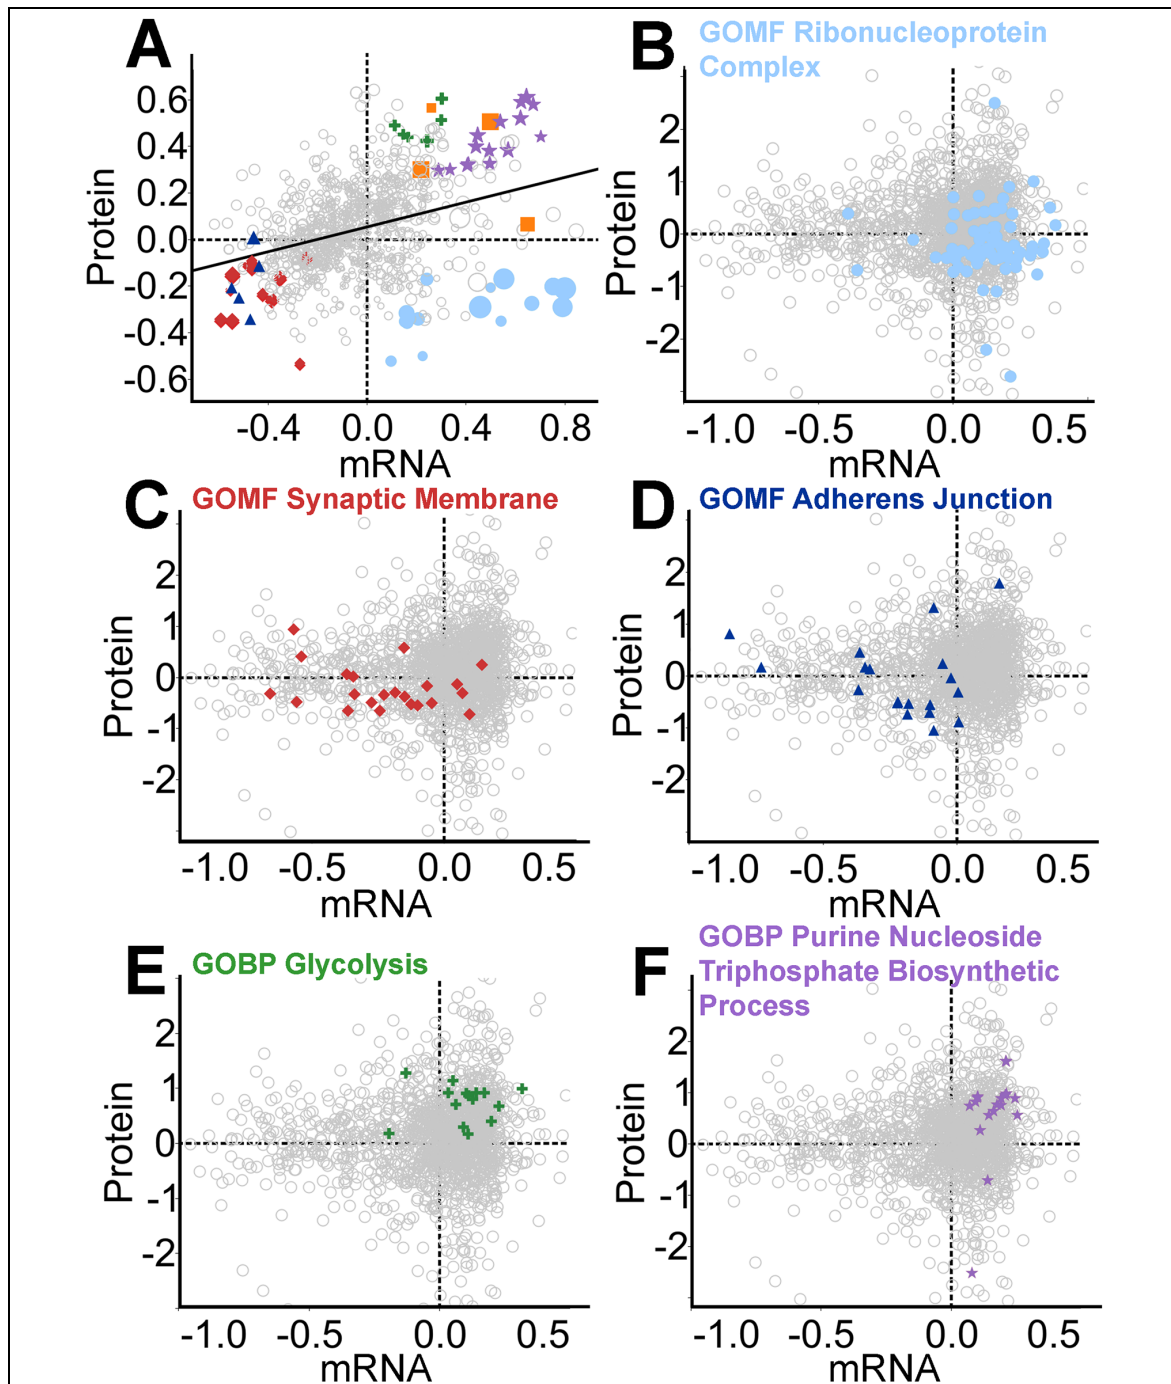 A
0.6
0.4
0.2
0.0
-0.2
-0.4
-0.6
Protein
-0.4
0.0
0.4
0.8
mRNA
B
GOMF Ribonucleoprotein
Complex
2
1
0
-1
-2
Protein
-1.0
-0.5
0.0
0.5
mRNA
C
GOMF Synaptic Membrane
2
1
0
-1
-2
Protein
-1.0
-0.5
0.0
0.5
mRNA
D
GOMF Adherens Junction
2
1
0
-1
-2
Protein
-1.0
-0.5
0.0
0.5
mRNA
E
GOBP Glycolysis
2
1
0
-1
-2
Protein
-1.0
-0.5
0.0
0.5
mRNA
F
GOBP Purine Nucleoside
Triphosphate Biosynthetic
Process
2
1
0
-1
-2
Protein
-1.0
-0.5
0.0
0.5
mRNA